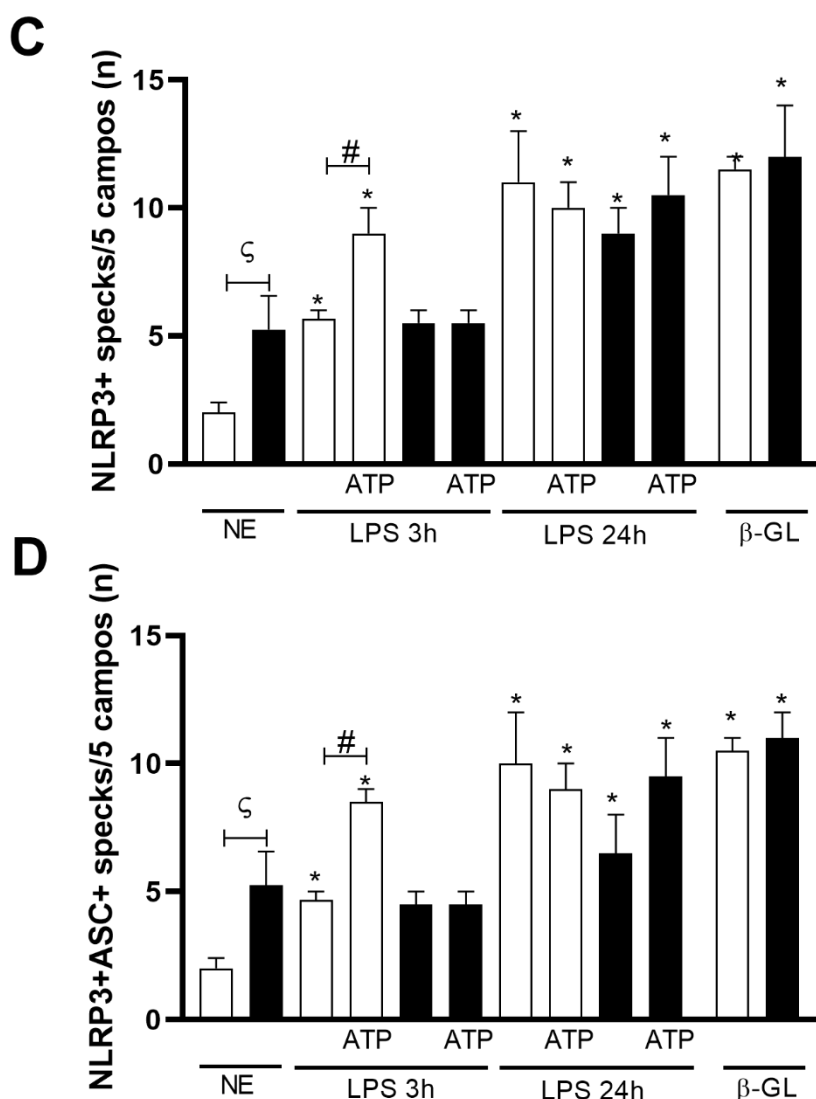 C
NLRP3+ specks/5 campos (n)
15
10
5
0
ς
*
#
*
*
*
*
*
*
*
ATP ATP ATP ATP
NE LPS 3h LPS 24h β-GL
D
NLRP3+ASC+ specks/5 campos (n)
15
10
5
0
ς
*
#
*
*
*
*
*
*
*
ATP ATP ATP ATP
NE LPS 3h LPS 24h β-GL